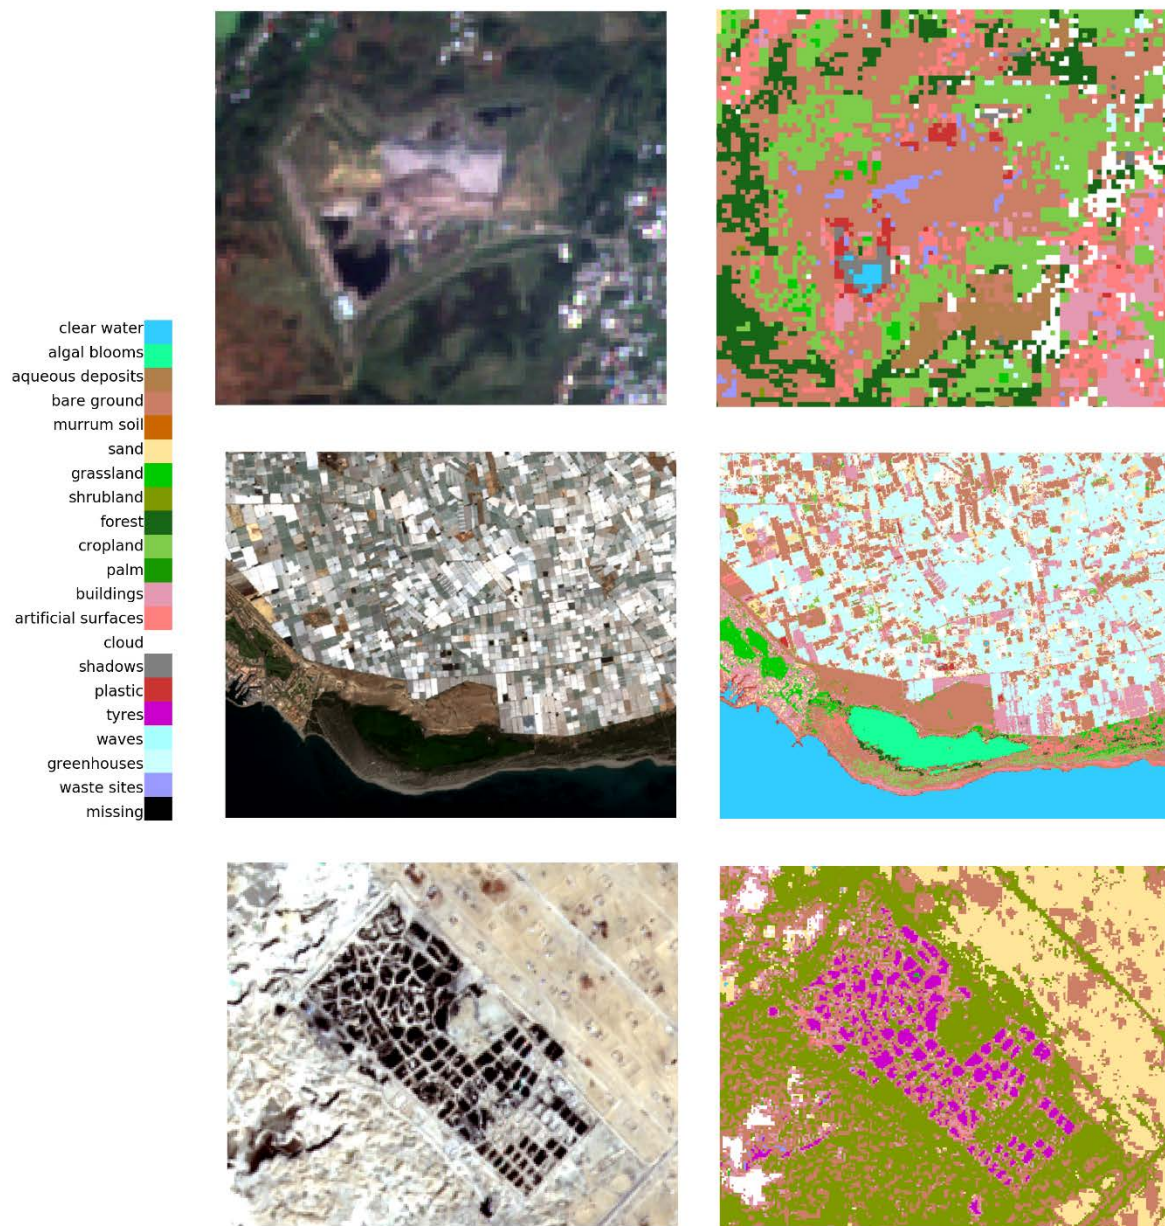 clear water
algal blooms
aqueous deposits
bare ground
murrum soil
sand
grassland
shrubland
forest
cropland
palm
buildings
artificial surfaces
cloud
shadows
plastic
tyres
waves
greenhouses
waste sites
missing